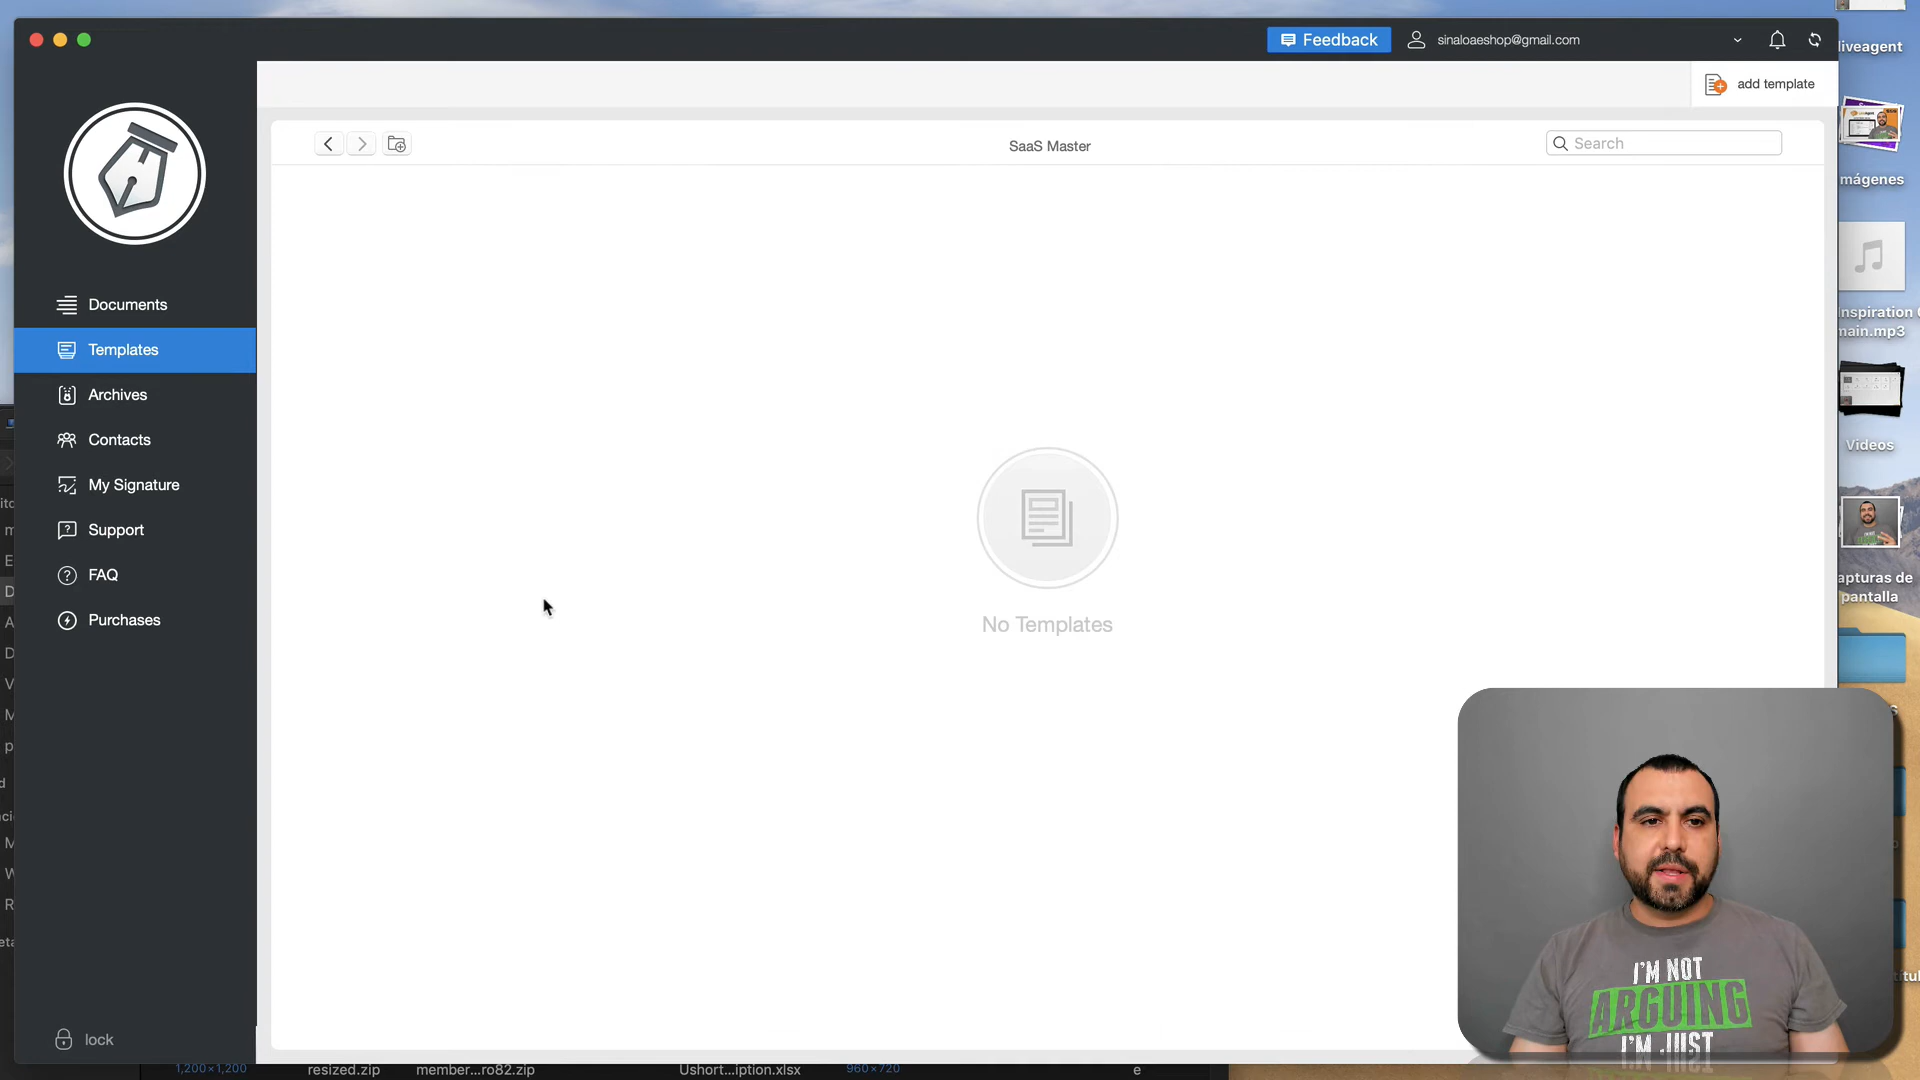 Feedback
sinaloaeshop@gmail.com
liveagent
add template
SaaS Master
Search
mágenes
Documents
nspiration
main.mp3
Templates
Archives
Contacts
Videos
My Signature
Support
FAQ
apturas de
pantalla
Purchases
No Templates
I'M NOT
ARGUING
I'M JUST
lock
1,200×1,200
resized.zip
member...ro82.zip
Ushort...iption.xlsx
960×720
e